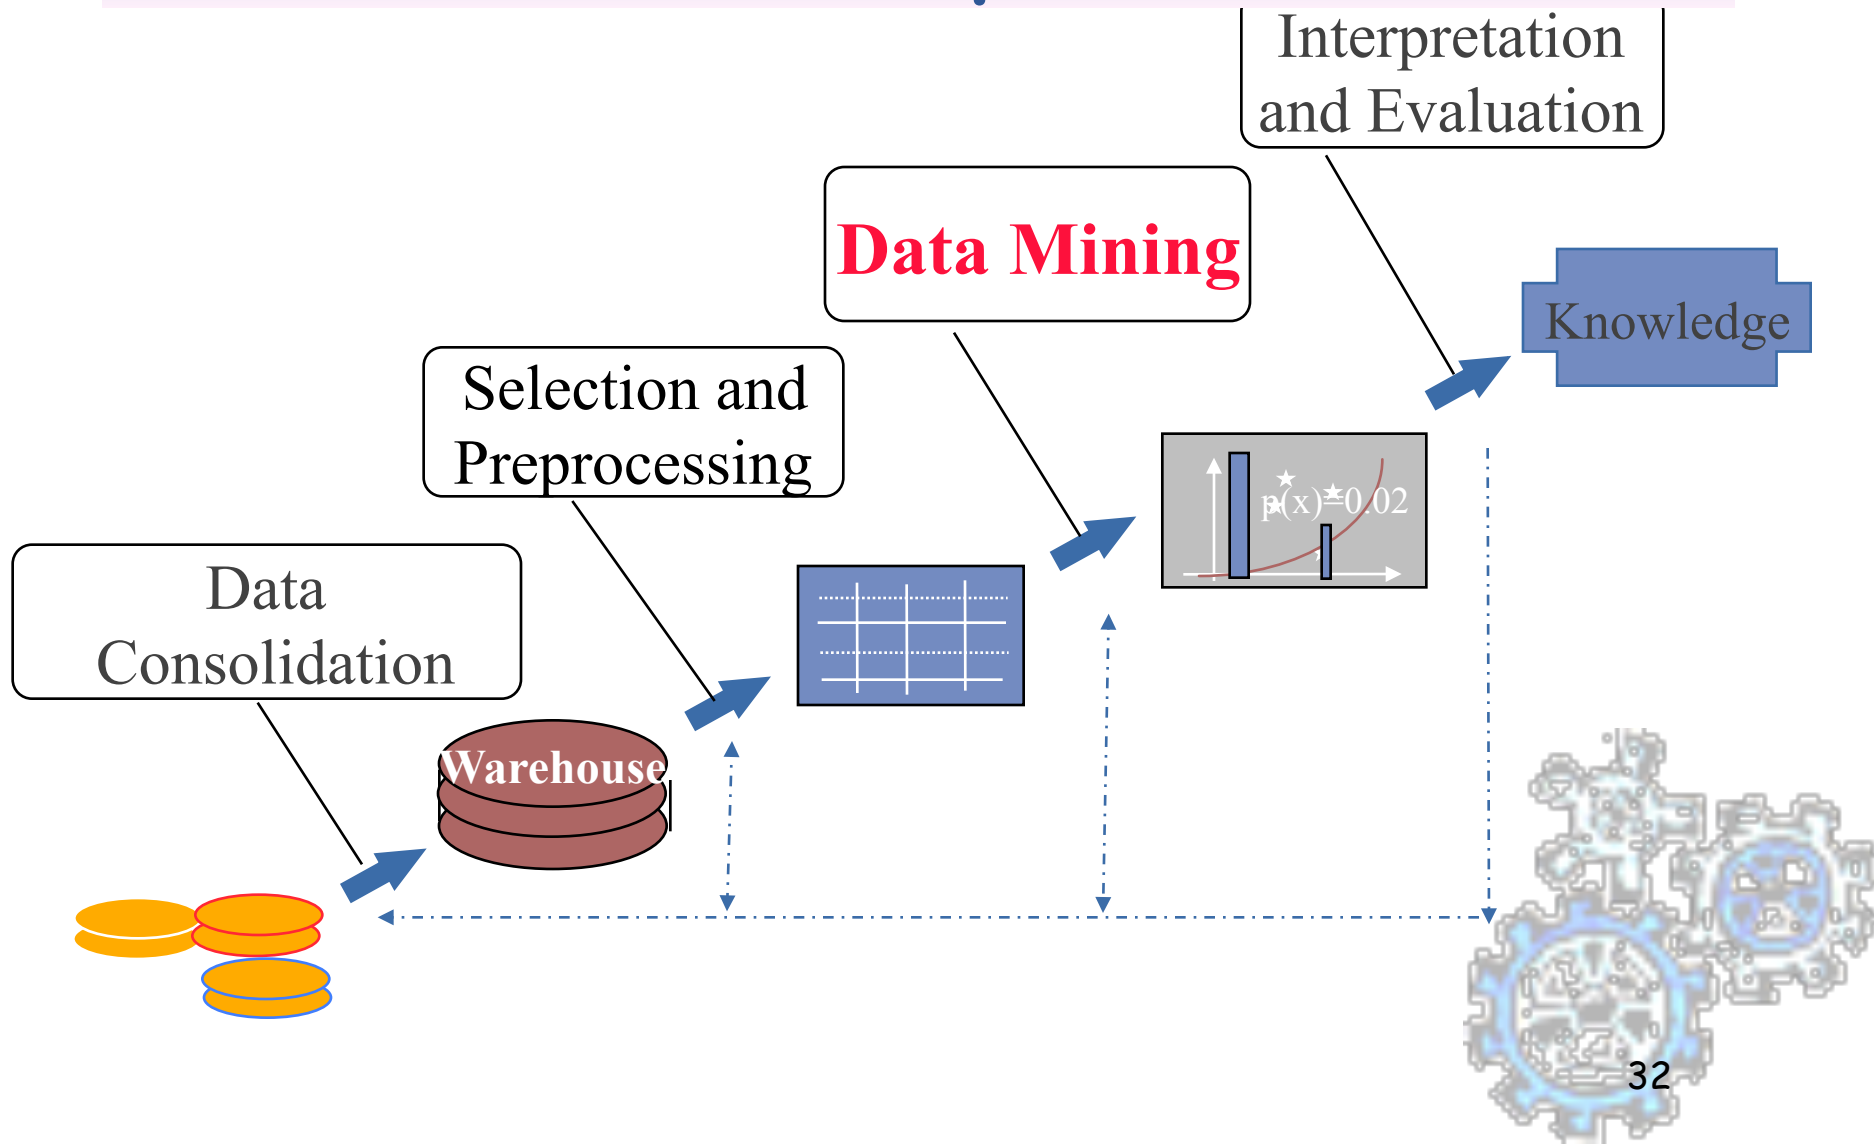 Interpretation
and Evaluation
Data Mining
Knowledge
Selection and
Preprocessing
p(x)=0.02
Data
Consolidation
Warehouse
32